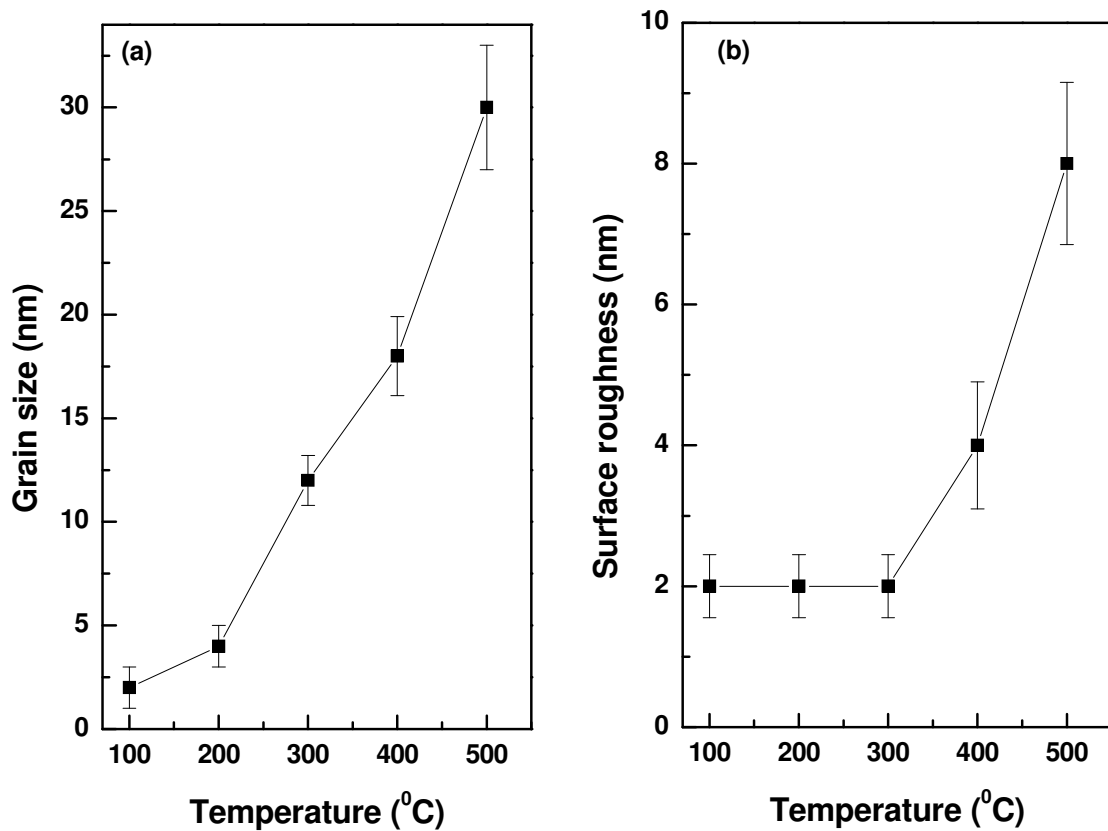 (a)
30
25
20
15
10
5
0
Grain size (nm)
100 200 300 400 500
Temperature (⁰C)
(b)
10
8
6
4
2
0
Surface roughness (nm)
100 200 300 400 500
Temperature (⁰C)